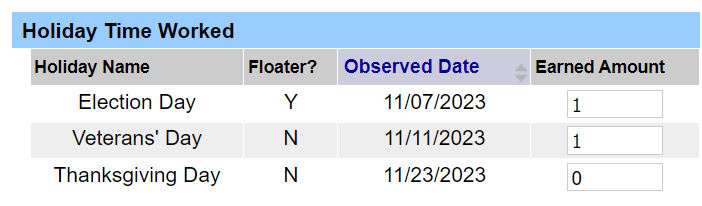 Holiday Time Worked
Holiday Name Floater? Observed Date Earned Amount
Election Day Y 11/07/2023 1
Veterans' Day N 11/11/2023 1
Thanksgiving Day N 11/23/2023 0